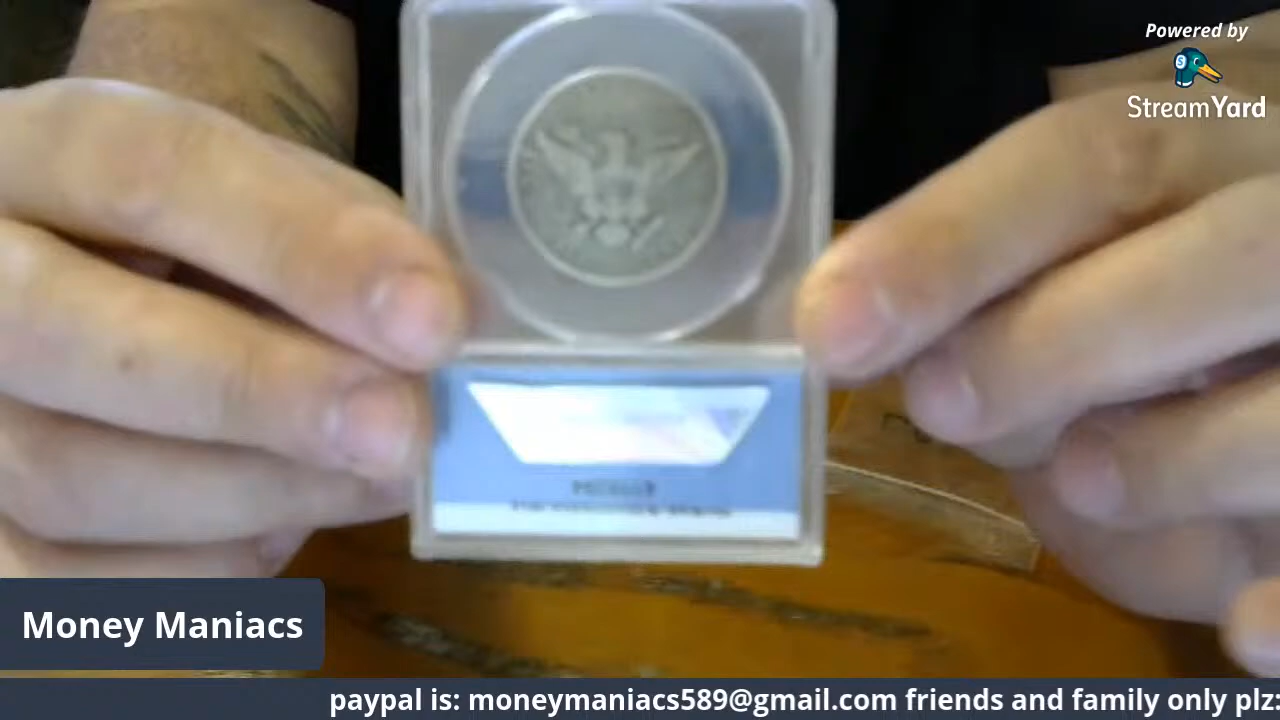 Powered by
StreamYard
Money Maniacs
paypal is: moneymaniacs589@gmail.com friends and family only plz: